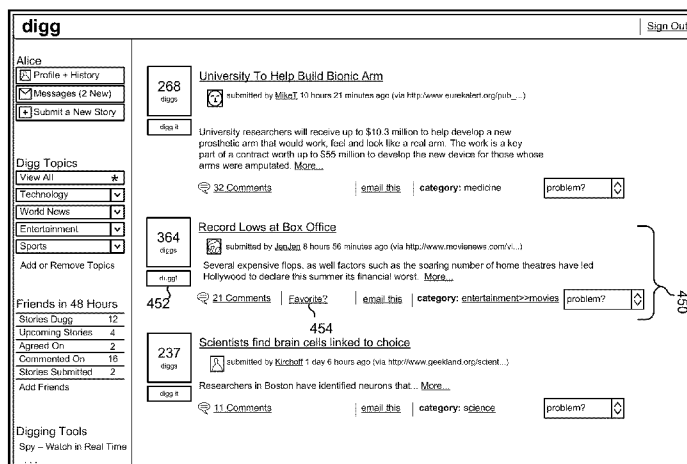 digg
Sign Out
Alice
Profile + History
Messages (2 New)
Submit a New Story
Digg Topics
View All *
Technology
World News
Entertainment
Sports
Add or Remove Topics
Friends in 48 Hours
Stories Dugg 12
Upcoming Stories 4
Agreed On 2
Commented On 16
Stories Submitted 2
Add Friends
Digging Tools
Spy – Watch in Real Time
268
diggs
digg it
University To Help Build Bionic Arm
submitted by MikeT 10 hours 21 minutes ago (via http:/www eurekalert.org/pub_...)
University researchers will receive up to $10.3 million to help develop a new
prosthetic arm that would work, feel and look like a real arm. The work is a key
part of a contract worth up to $55 million to develop the new device for those whose
arms were amputated. More...
32 Comments email this category: medicine problem?
364
diggs
dugg!
452
Record Lows at Box Office
submitted by JenJen 8 hours 56 minutes ago (via http://www.movienews.com/vi...)
Several expensive flops, as well factors such as the soaring number of home theatres have led
Hollywood to declare this summer its financial worst. More...
21 Comments Favorite? email this category: entertainment>>movies problem?
454
450
237
diggs
digg it
Scientists find brain cells linked to choice
submitted by Kirchoff 1 day 6 hours ago (via http://www.geekland.org/scient...)
Researchers in Boston have identified neurons that... More...
11 Comments email this category: science problem?